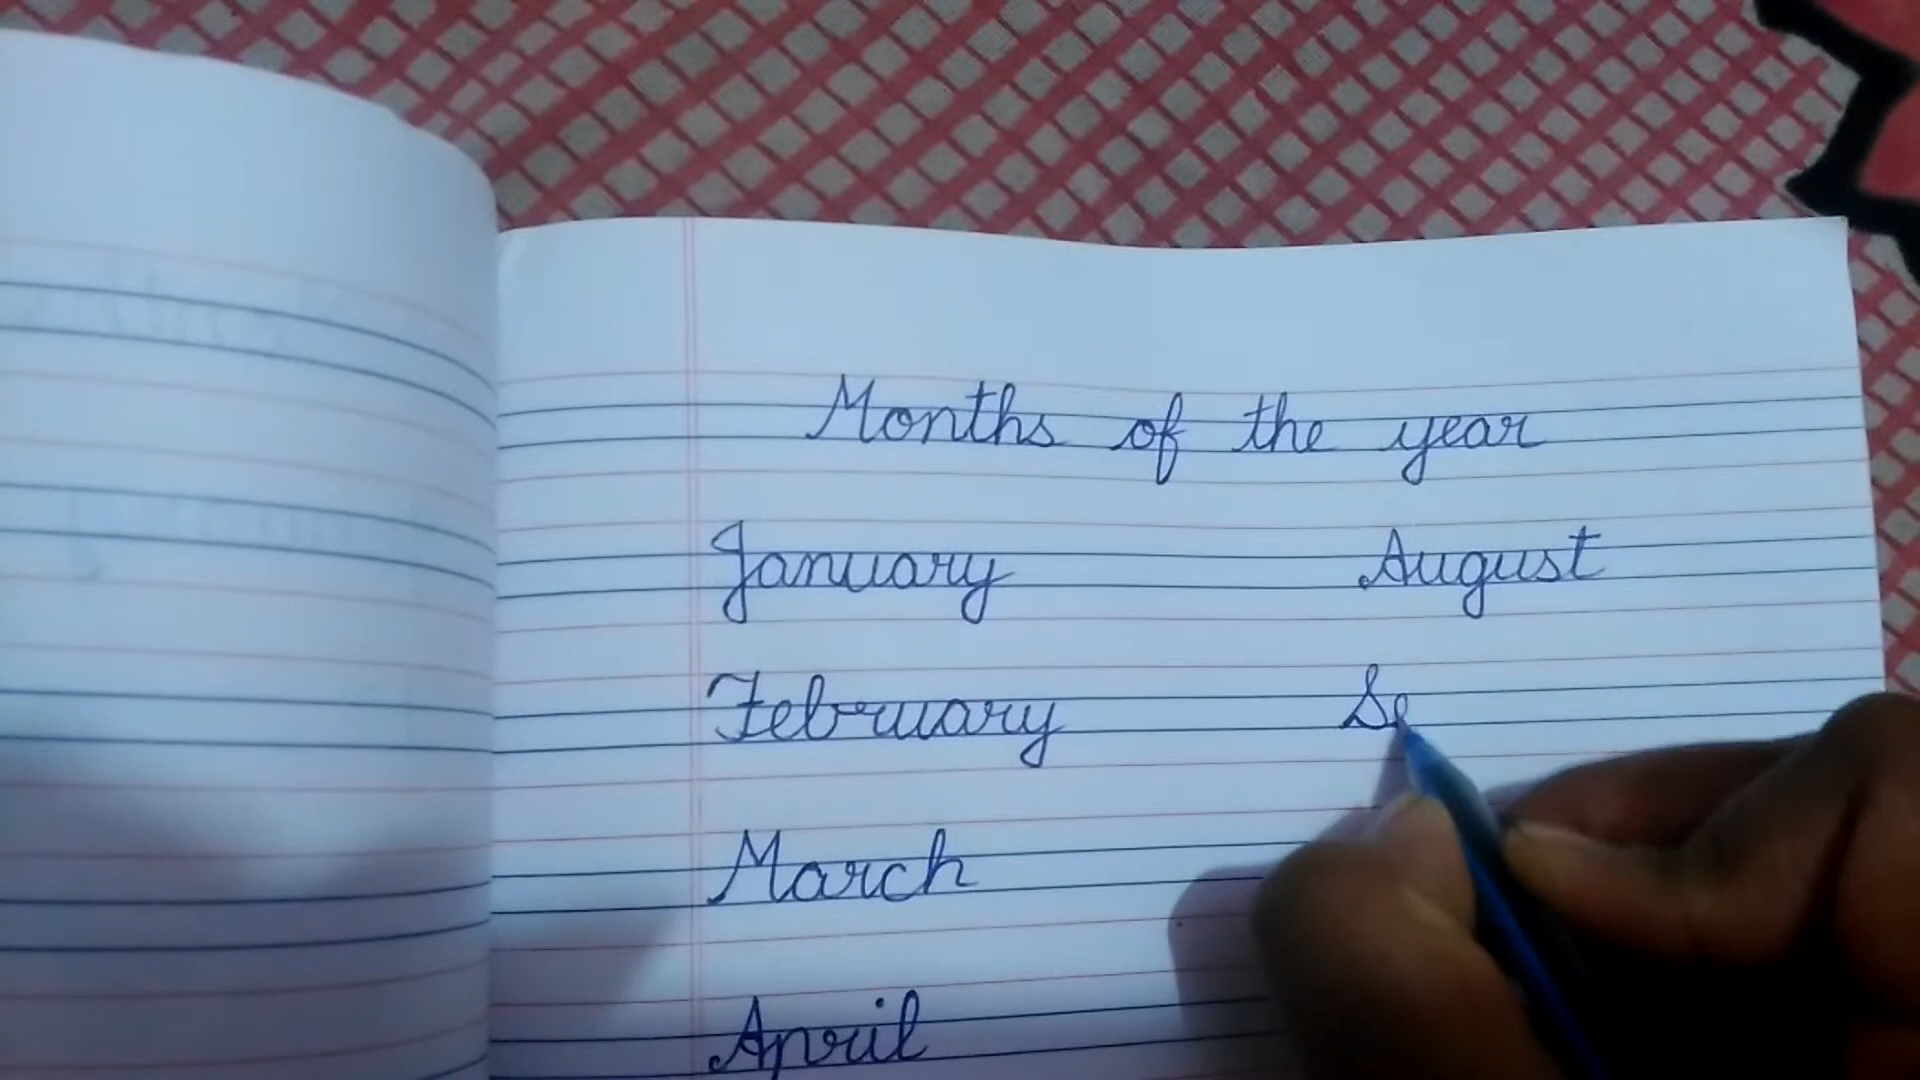 Months of the year
January August
February Se
March
April